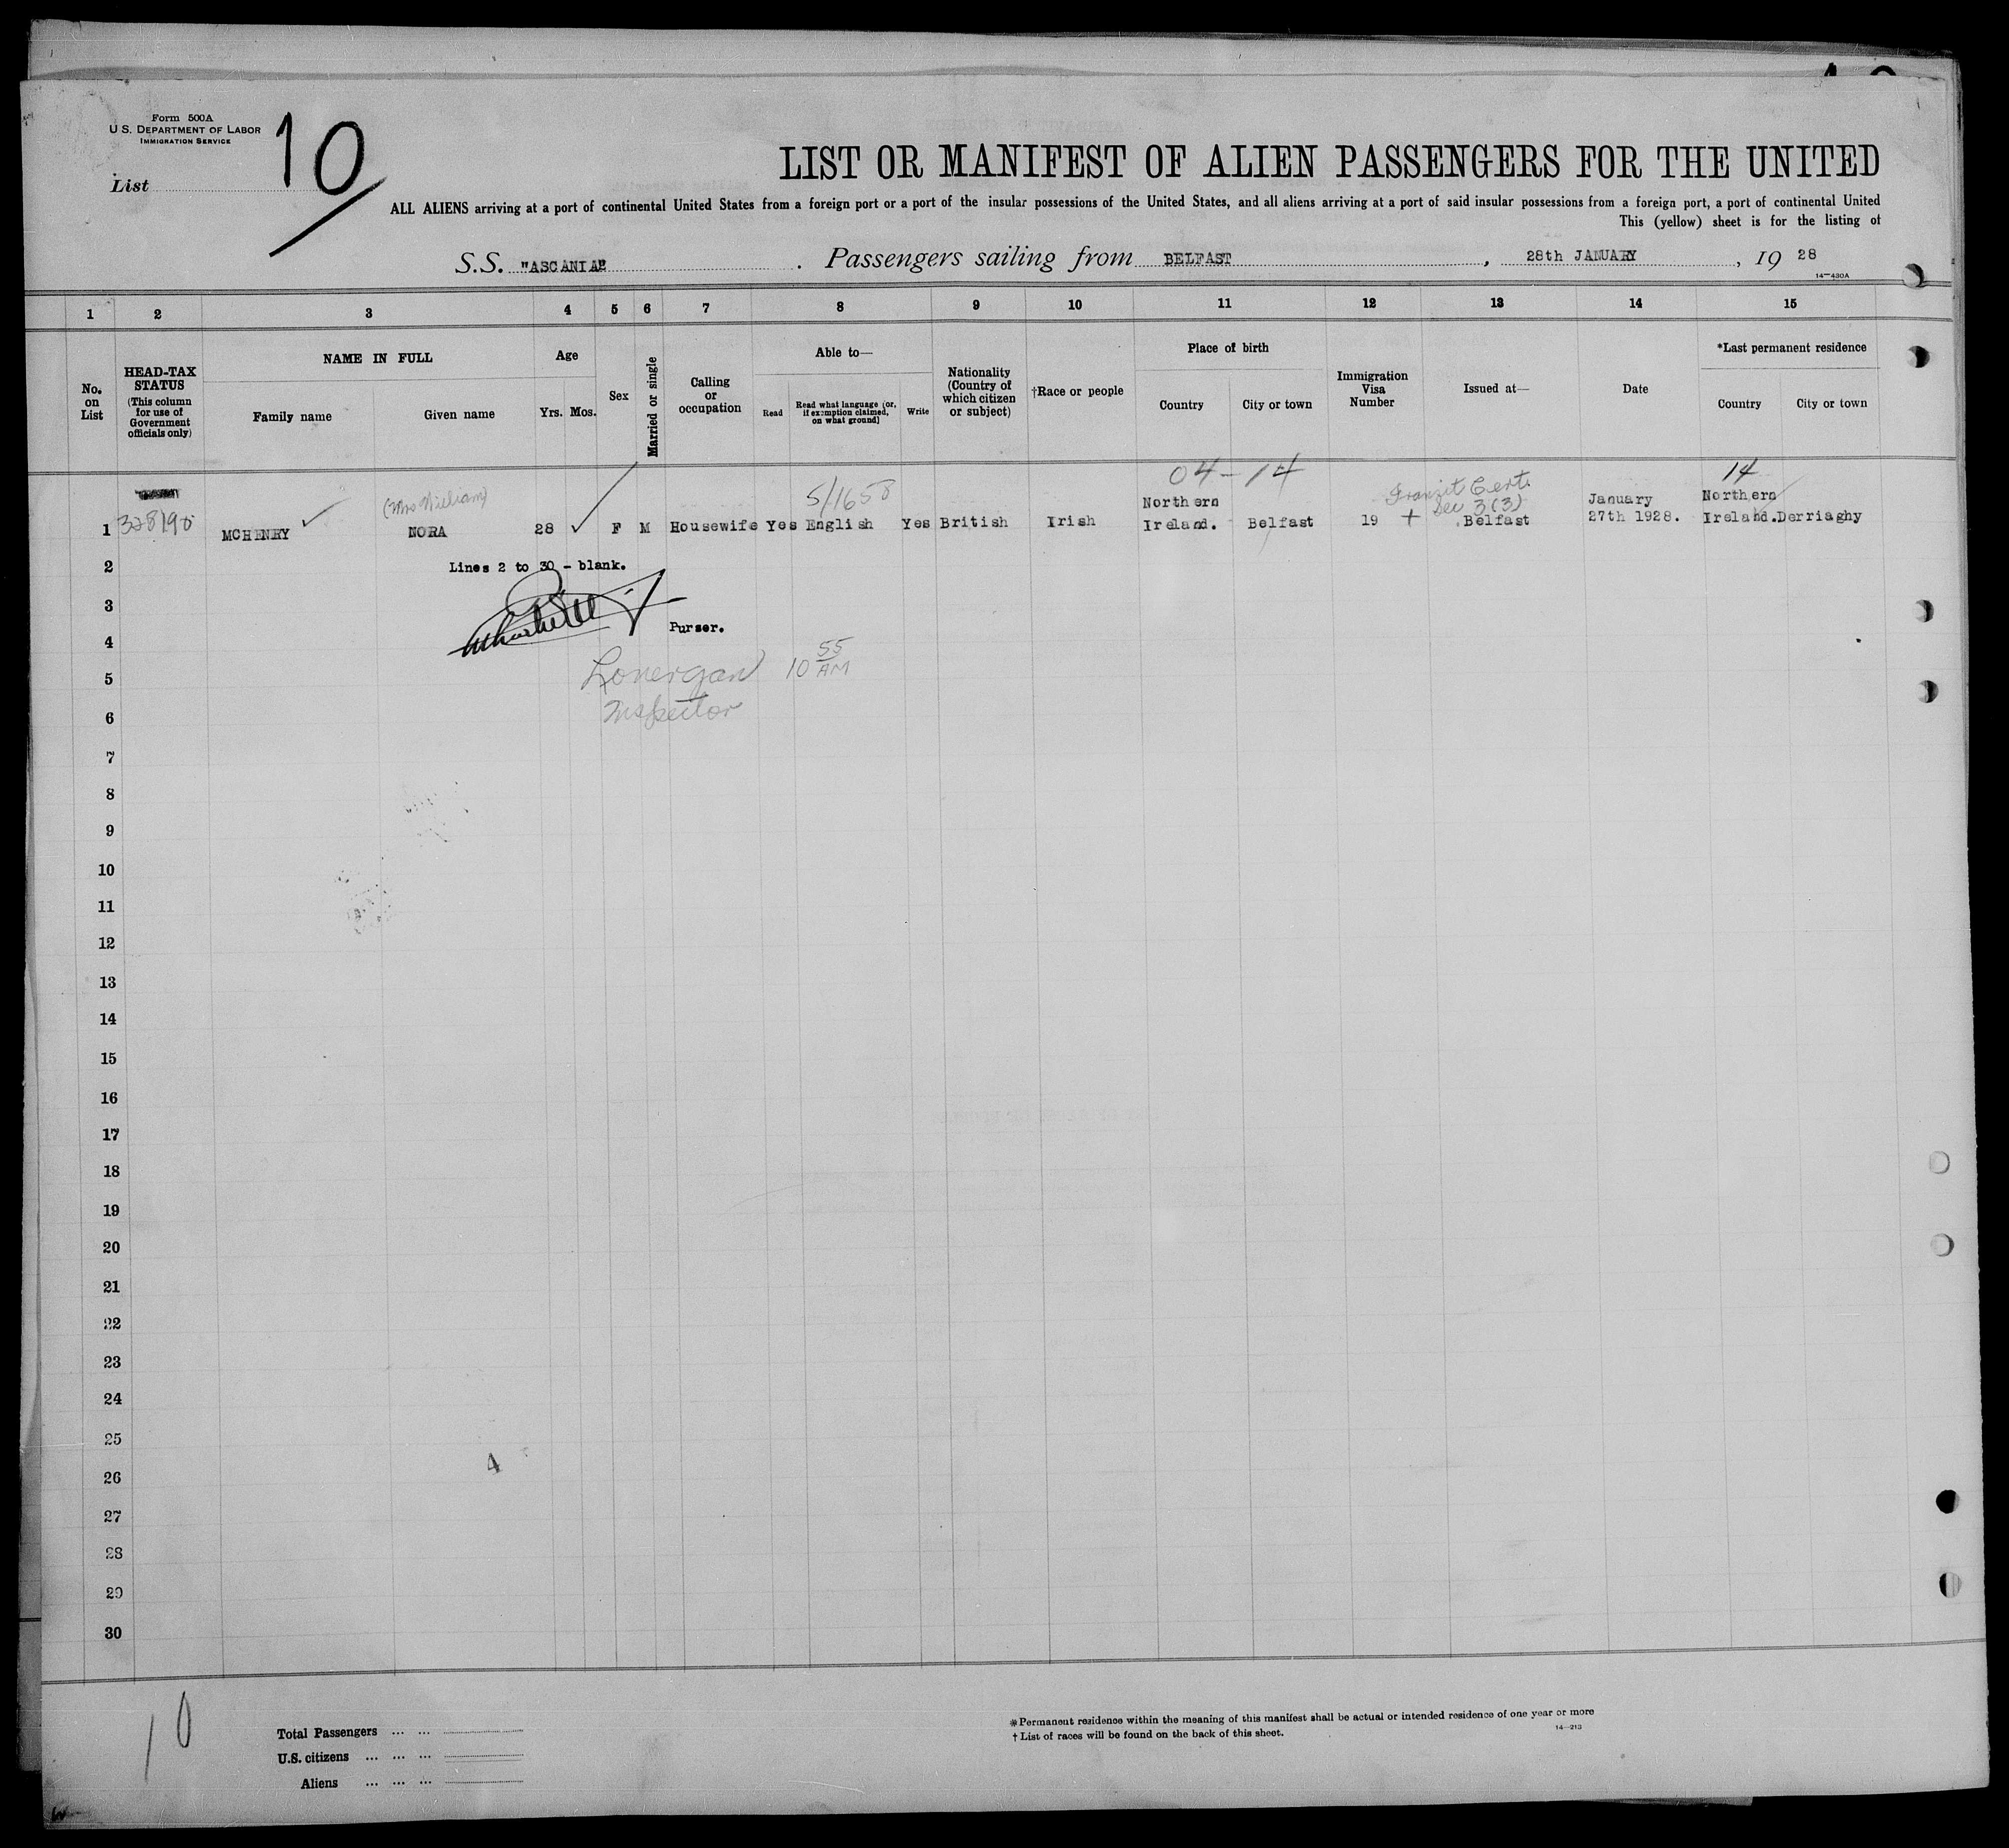 Form 500A
U.S. DEPARTMENT OF LABOR
IMMIGRATION SERVICE
List 10
LIST OR MANIFEST OF ALIEN PASSENGERS FOR THE UNITED
ALL ALIENS arriving at a port of continental United States from a foreign port or a port of the insular possessions of the United States, and all aliens arriving at a port of said insular possessions from a foreign port, a port of continental United
This (yellow) sheet is for the listing of
S.S. "ASCANIA" . Passengers sailing from BELFAST , 28th JANUARY , 19 28
14—430A
1 2 3 4 5 6 7 8 9 10 11 12 13 14 15
No. on List
HEAD-TAX STATUS
(This column for use of Government officials only)
NAME IN FULL
Family name Given name
Age
Yrs. Mos.
Sex
Married or single
Calling or occupation
Able to—
Read
Read what language (or, if exemption claimed, on what ground)
Write
Nationality (Country of which citizen or subject)
†Race or people
Place of birth
Country City or town
Immigration Visa Number
Issued at—
Date
*Last permanent residence
Country City or town
04-14
14
(Mrs William) 5/1658 Northern Transit Cert. January Northern
Sec 3(3)
1 328190 MCHENRY NORA 28 F M Housewife Yes English Yes British Irish Ireland. Belfast 19 + Belfast 27th 1928. Ireland. Derriaghy
2 Lines 2 to 30 - blank.
3
Purser.
4
5 Lonergan 10 55 AM
6 Inspector
7
8
9
10
11
12
13
14
15
16
17
18
19
20
21
22
23
24
25
26 4
27
28
29
30
10
Total Passengers ... ...
U.S. citizens ... ... ...
Aliens ... ... ...
*Permanent residence within the meaning of this manifest shall be actual or intended residence of one year or more
† List of races will be found on the back of this sheet.
14—213